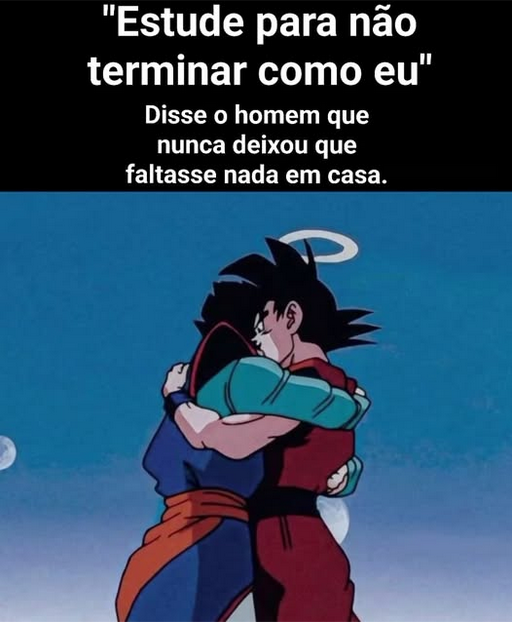 "Estude para não
terminar como eu"
Disse o homem que
nunca deixou que
faltasse nada em casa.